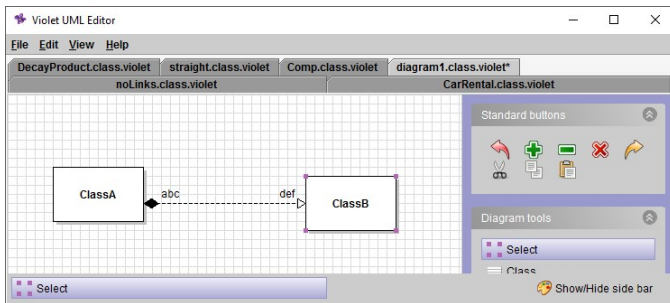 Violet UML Editor
File Edit View Help
DecayProduct.class.violet straight.class.violet Comp.class.violet diagram1.class.violet*
noLinks.class.violet CarRental.class.violet
Standard buttons
ClassA abc def ClassB
Diagram tools
Select
Class
Select Show/Hide side bar